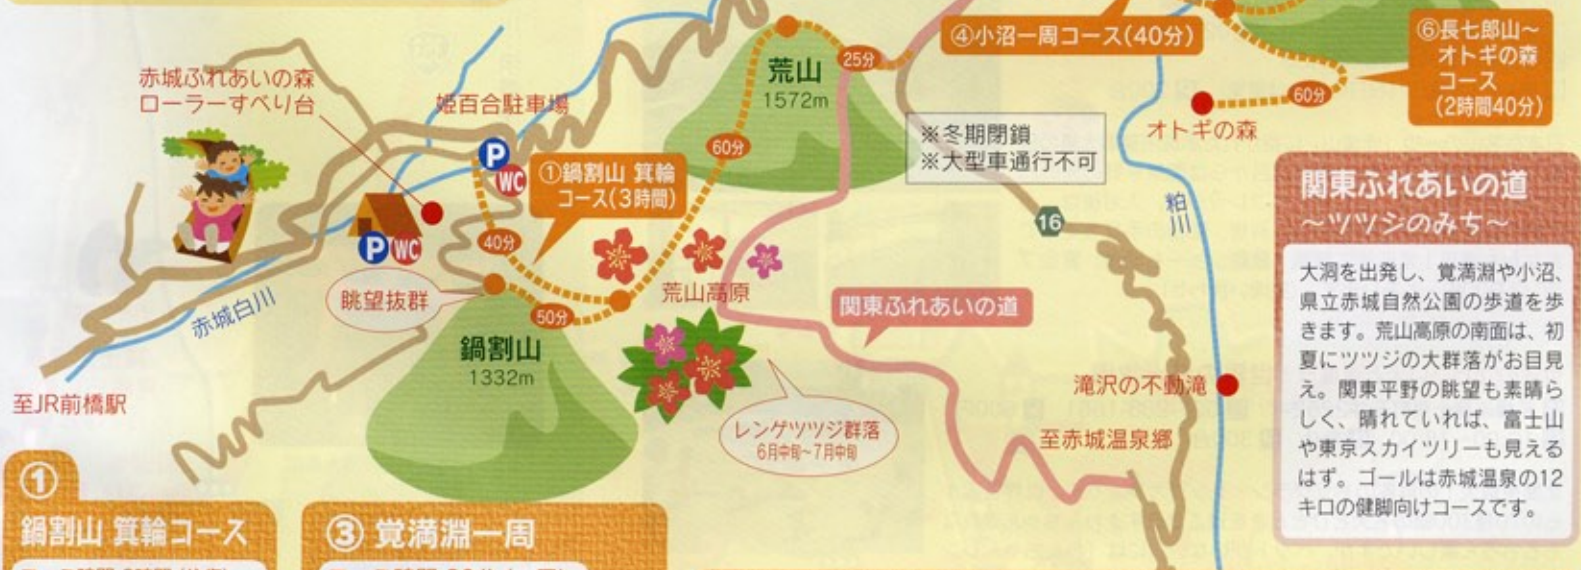 荒山
1572m
25分
④小沼一周コース(40分)
⑥長七郎山~
オトギの森
コース
(2時間40分)
60分
オトギの森
赤城ふれあいの森
ローラーすべり台
姫百合駐車場
P
WC
①鍋割山 箕輪
コース(3時間)
60分
※冬期閉鎖
※大型車通行不可
16
粕川
関東ふれあいの道
~ツツジのみち~
大洞を出発し、覚満淵や小沼、
県立赤城自然公園の歩道を歩
きます。荒山高原の南面は、初
夏にツツジの大群落がお目見
え。関東平野の眺望も素晴ら
しく、晴れていれば、富士山
や東京スカイツリーも見える
はず。ゴールは赤城温泉の12
キロの健脚向けコースです。
P
WC
40分
眺望抜群
50分
荒山高原
関東ふれあいの道
赤城白川
鍋割山
1332m
至JR前橋駅
レンゲツツジ群落
6月中旬~7月中旬
滝沢の不動滝
至赤城温泉郷
①
鍋割山 箕輪コース
③ 覚満淵一周